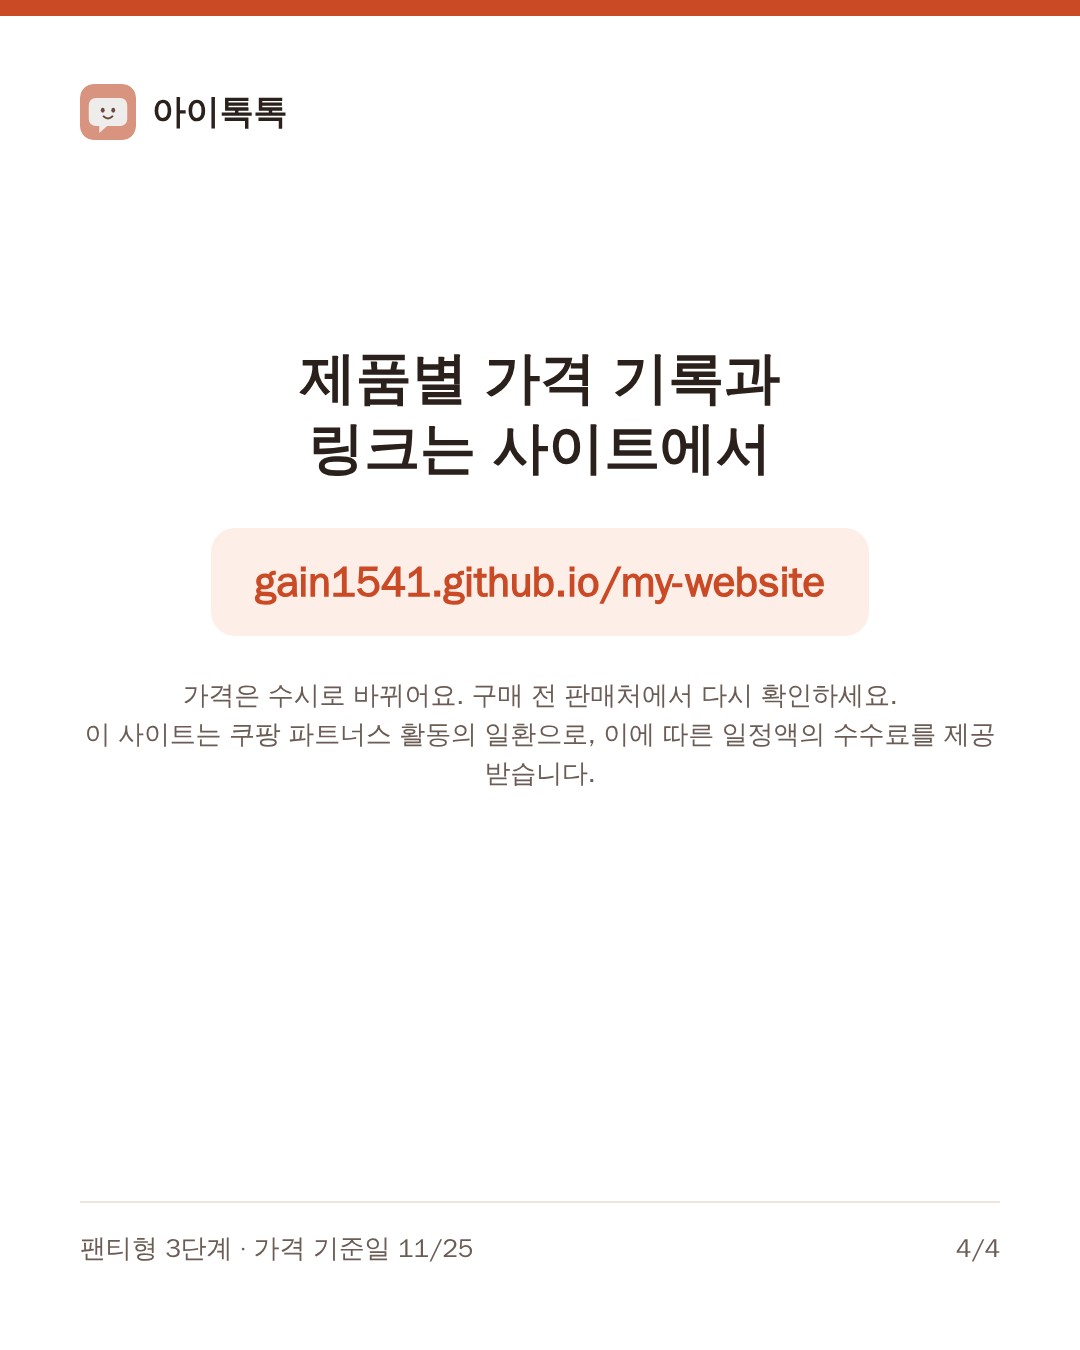 아이톡톡
제품별 가격 기록과
링크는 사이트에서
gain1541.github.io/my-website
가격은 수시로 바뀌어요. 구매 전 판매처에서 다시 확인하세요.
이 사이트는 쿠팡 파트너스 활동의 일환으로, 이에 따른 일정액의 수수료를 제공
받습니다.
팬티형 3단계 · 가격 기준일 11/25
4/4